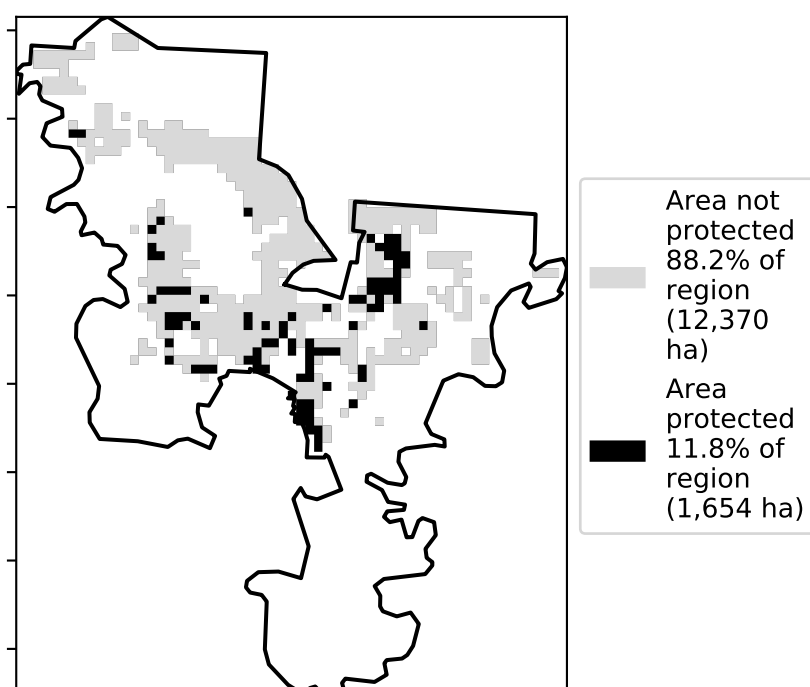 Area not
protected
88.2% of
region
(12,370
ha)
Area
protected
11.8% of
region
(1,654 ha)